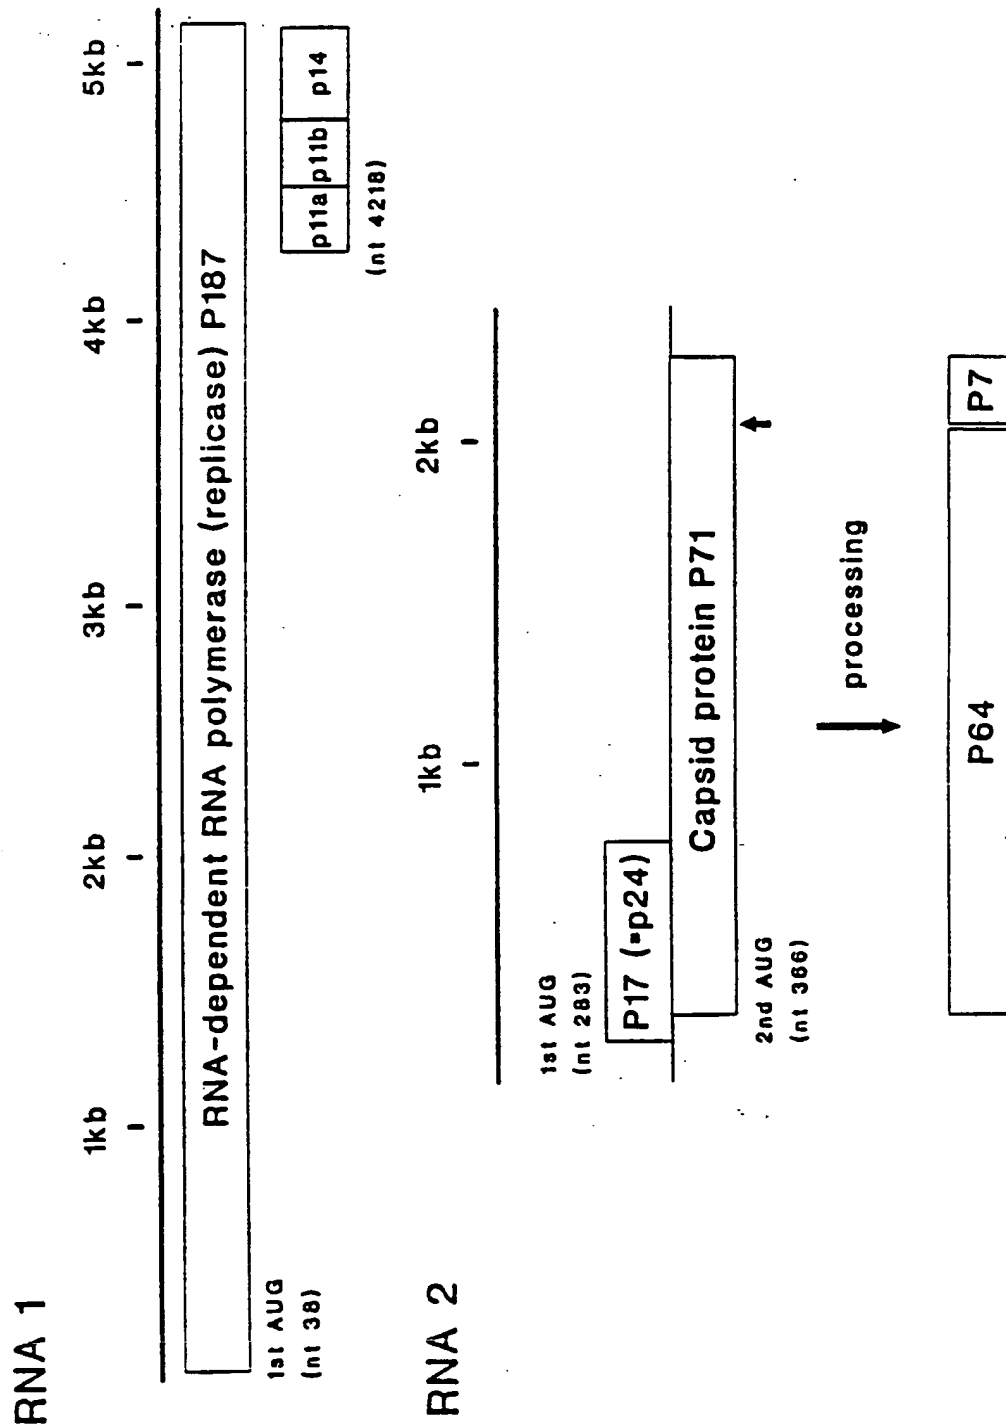 RNA 1
1kb 2kb 3kb 4kb 5kb
RNA-dependent RNA polymerase (replicase) P187
1st AUG
(nt 38)
p11a p11b p14
(nt 4218)
RNA 2
1kb 2kb
1st AUG
(nt 283)
P17 (=p24)
Capsid protein P71
2nd AUG
(nt 366)
processing
P64 P7